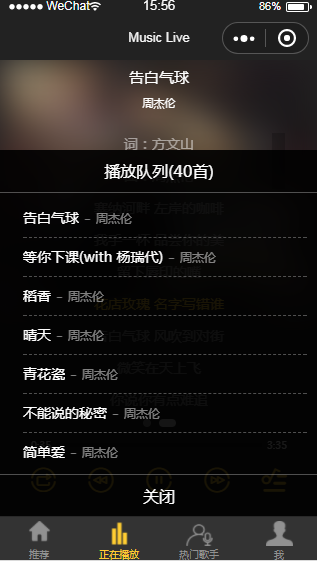 WeChat 15:56 86%
Music Live
告白气球
周杰伦
词：方文山
播放队列(40首)
告白气球 - 周杰伦
等你下课(with 杨瑞代) - 周杰伦
稻香 - 周杰伦
晴天 - 周杰伦
青花瓷 - 周杰伦
不能说的秘密 - 周杰伦
简单爱 - 周杰伦
3:35
关闭
推荐 正在播放 热门歌手 我